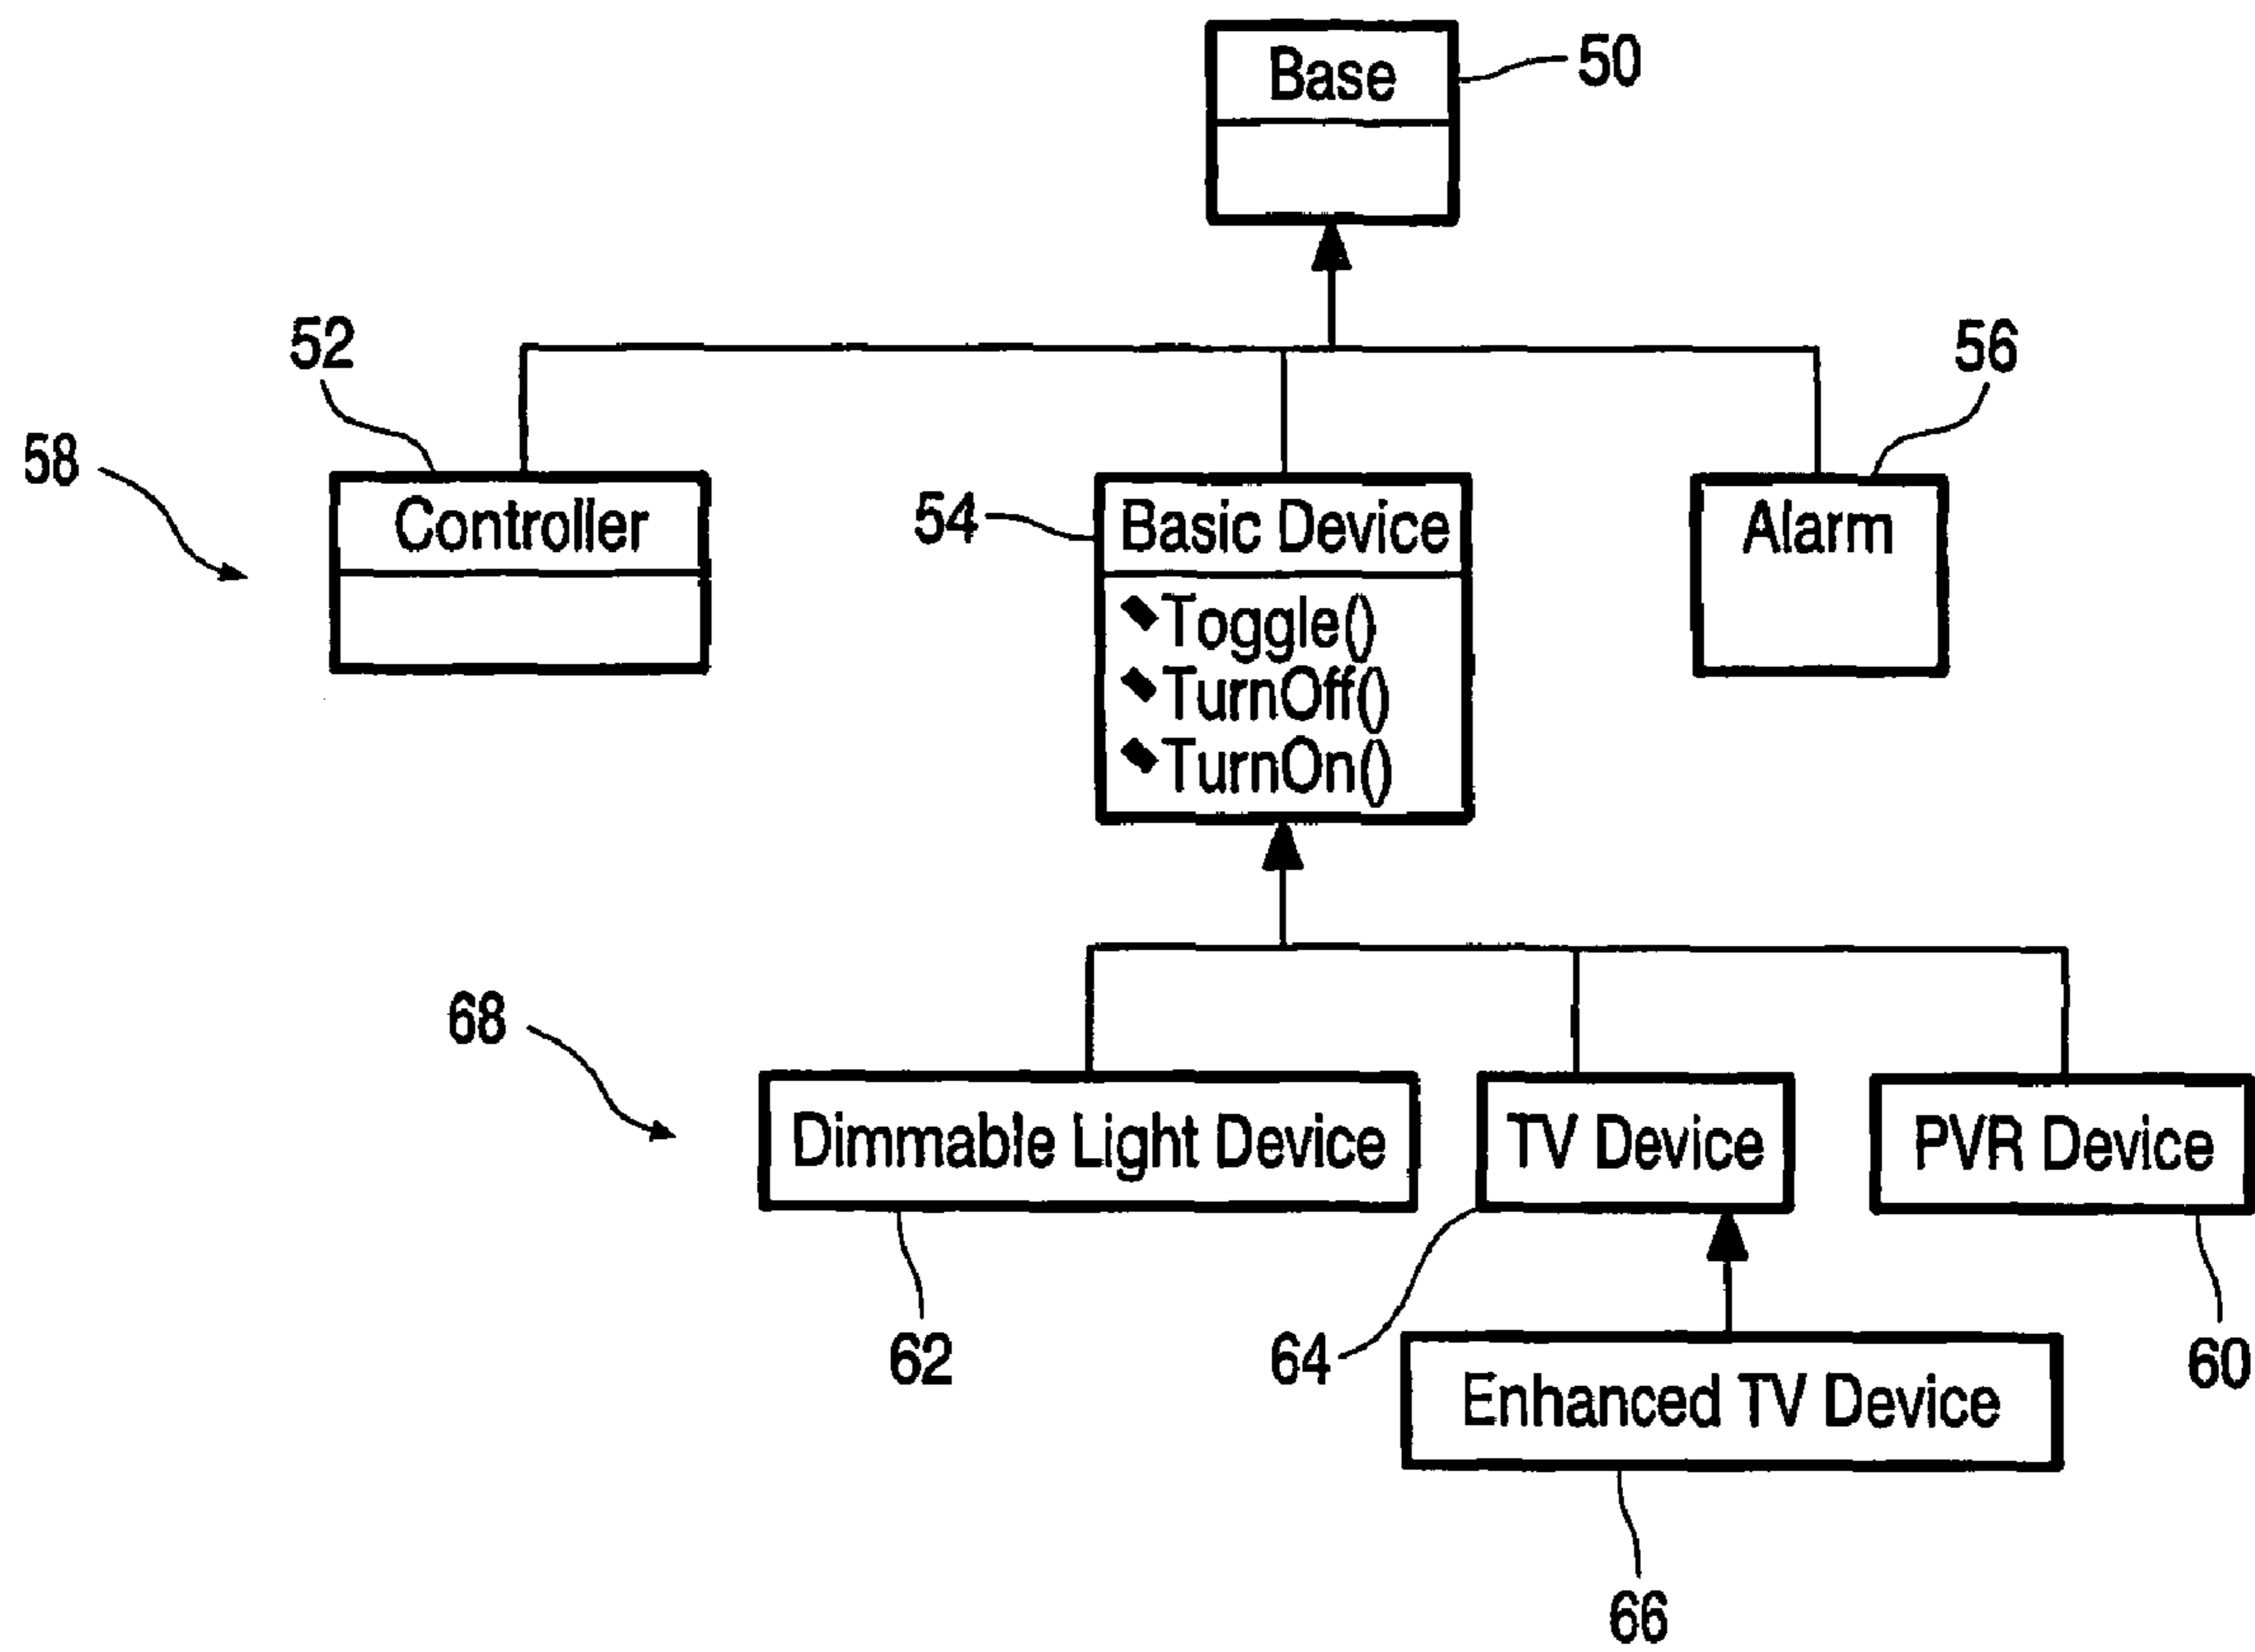 Base
50
52
56
58
Controller
54
Basic Device
Alarm
Toggle()
TurnOff()
TurnOn()
68
Dimmable Light Device
TV Device
PVR Device
62
64
60
Enhanced TV Device
66